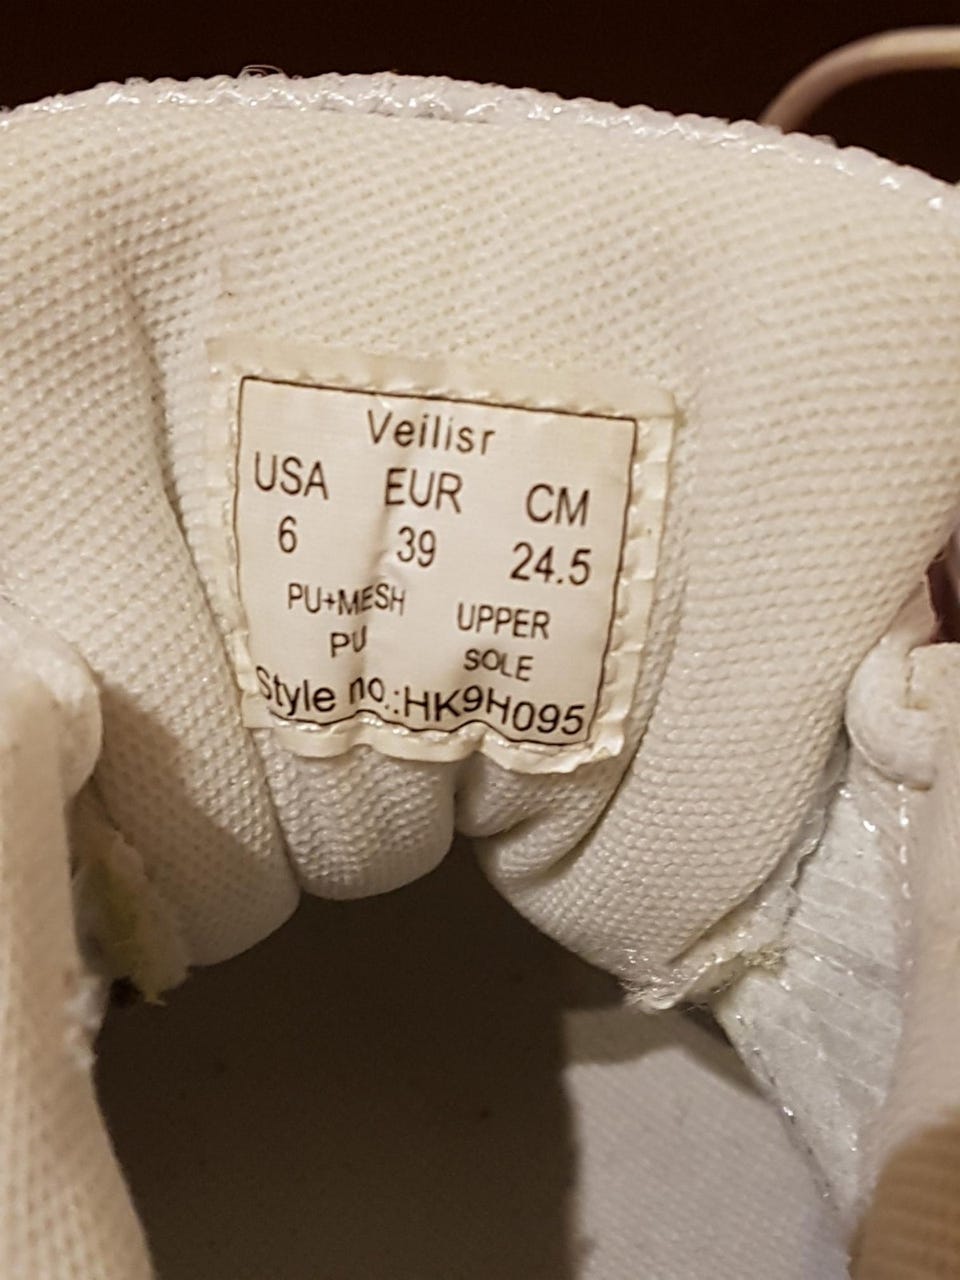 Veilisr
USA EUR CM
6 39 24.5
PU+MESH UPPER
PU SOLE
Style no.:HK9H095